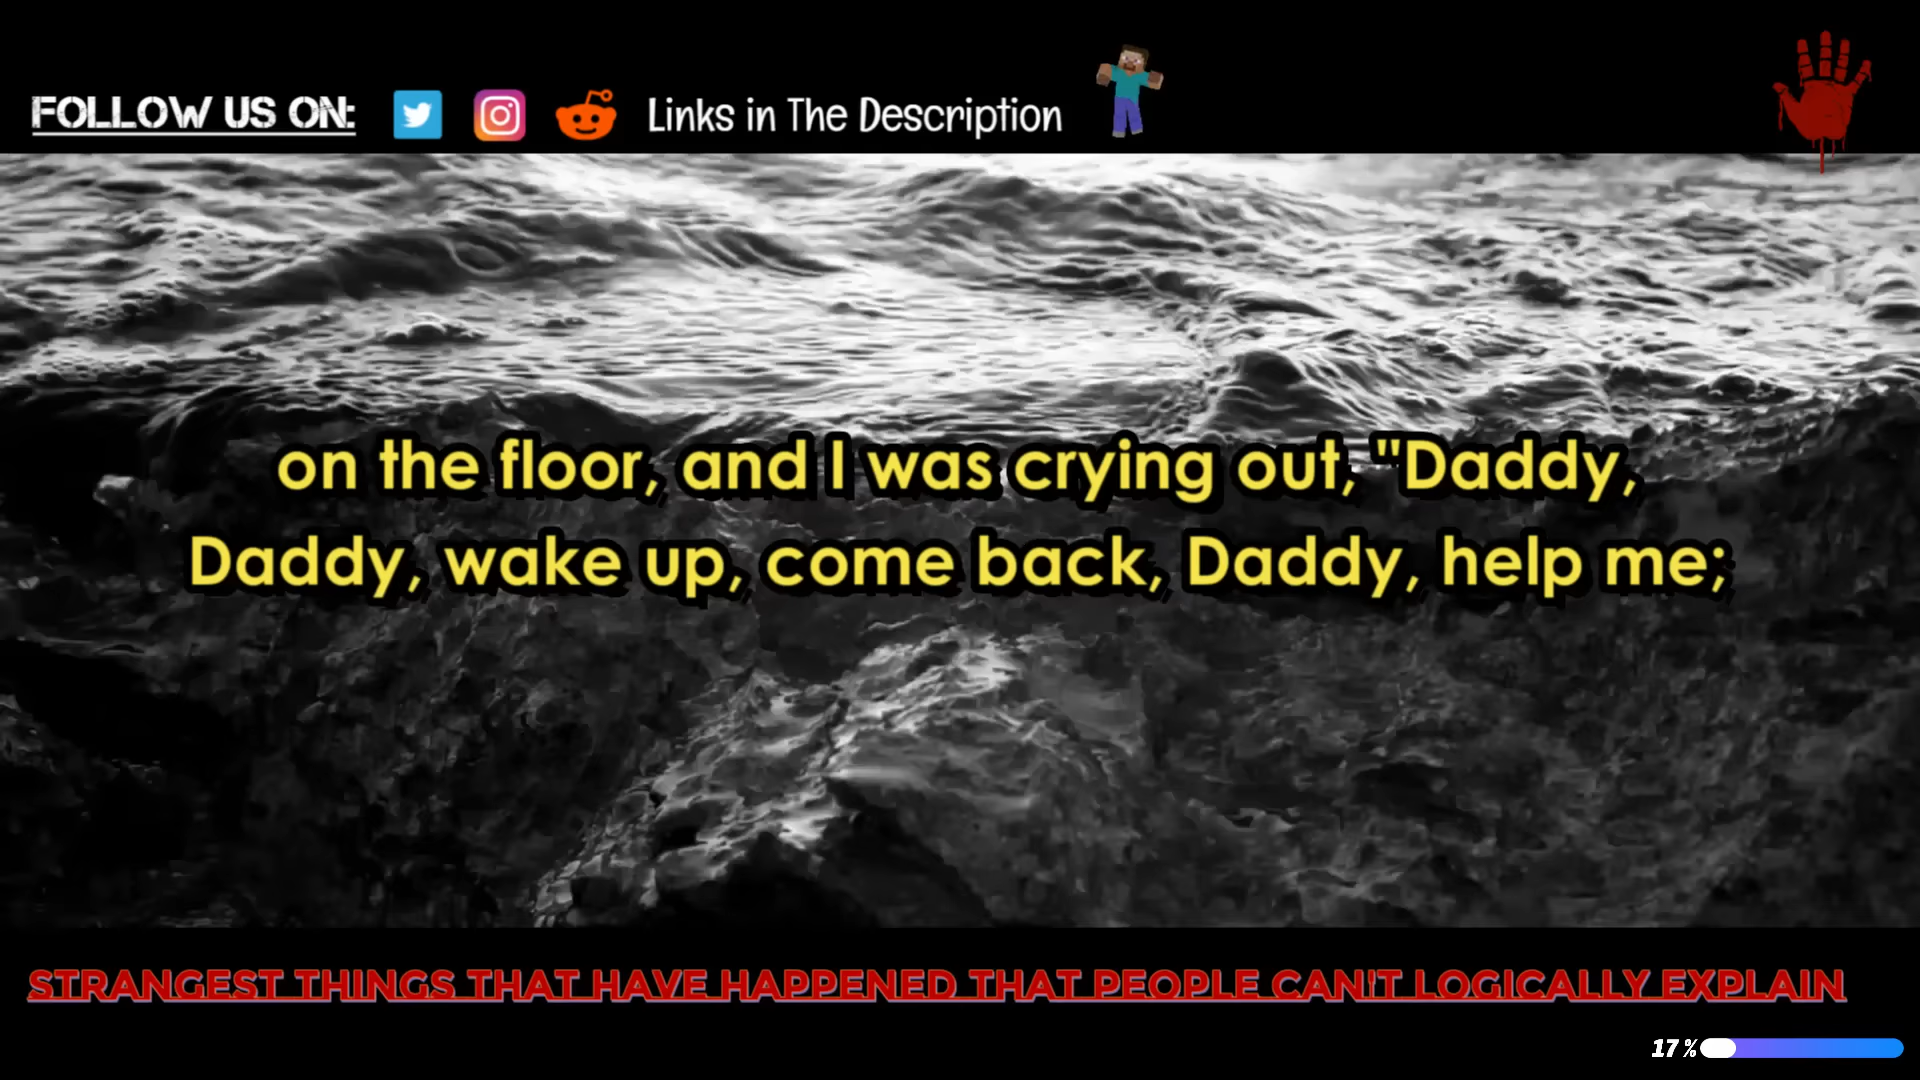 FOLLOW US ON: Links in The Description
on the floor, and I was crying out, "Daddy,
Daddy, wake up, come back, Daddy, help me;
STRANGEST THINGS THAT HAVE HAPPENED THAT PEOPLE CAN'T LOGICALLY EXPLAIN
17%